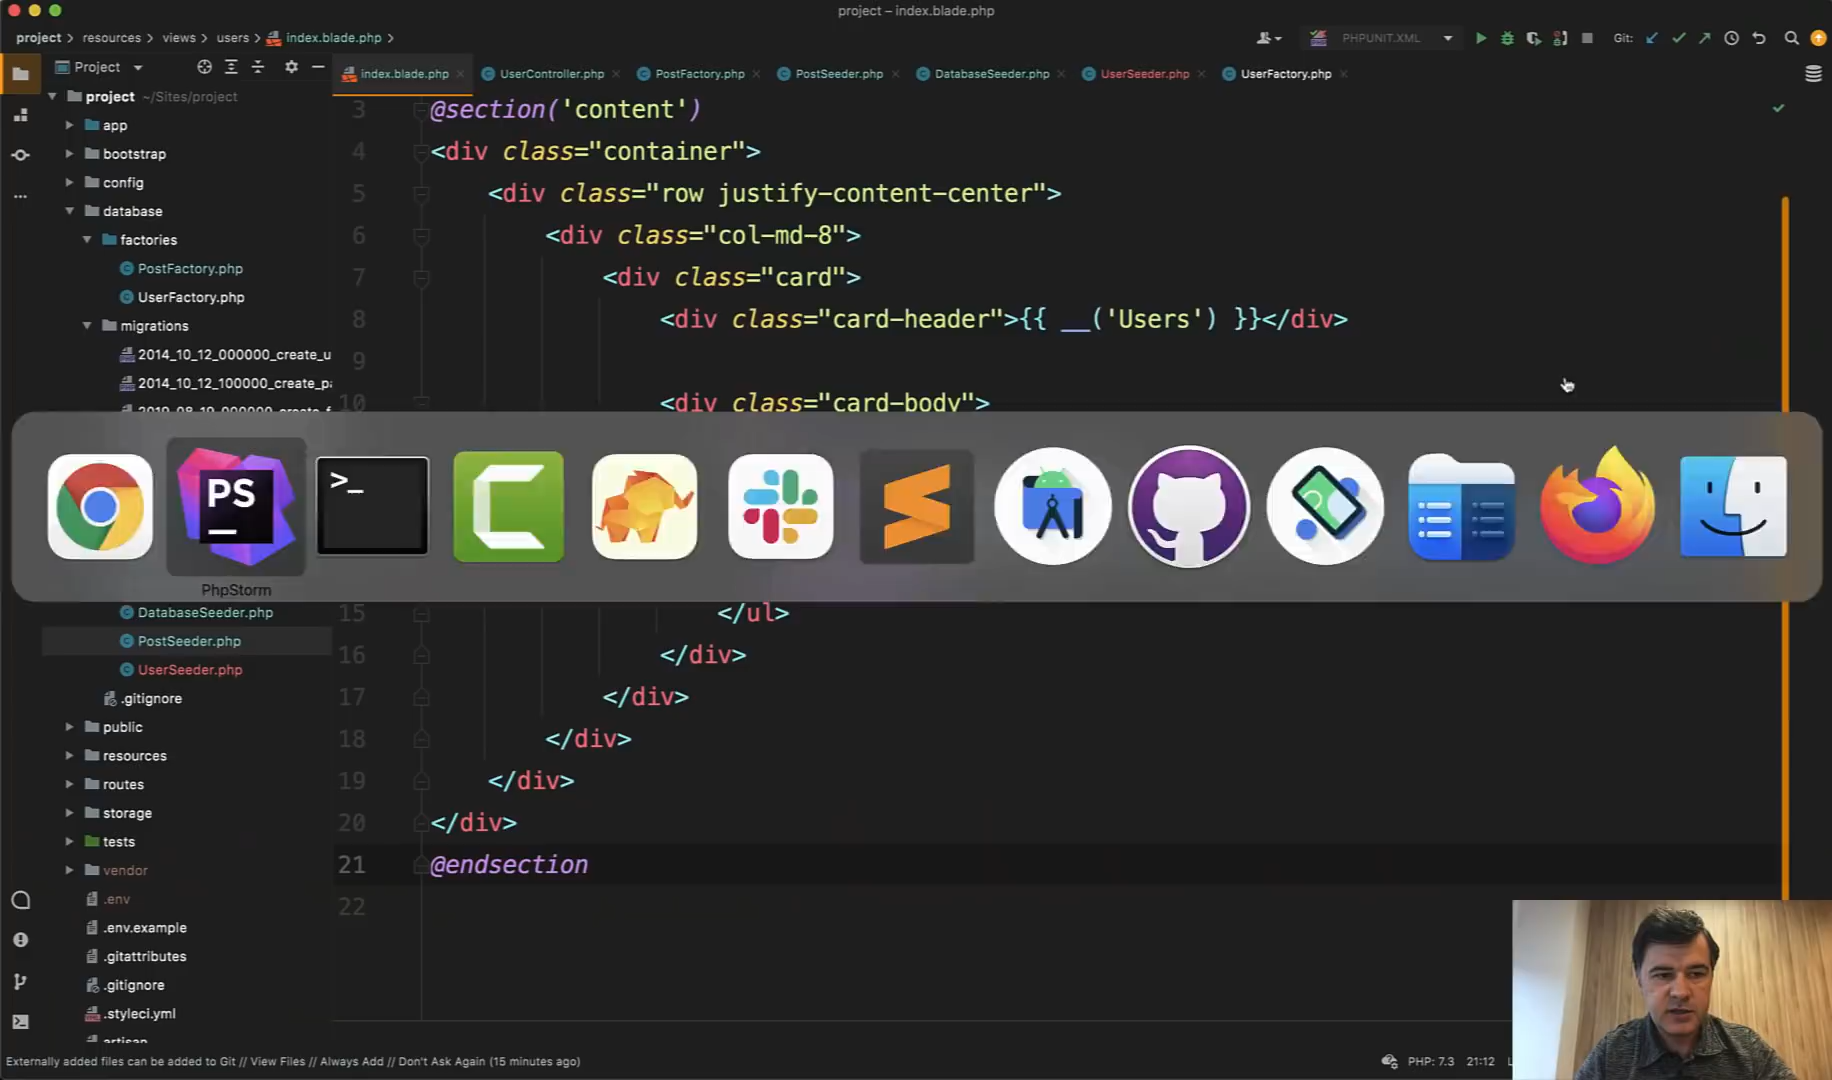 project – index.blade.php
project > resources > views > users > index.blade.php >
PHPUNIT.XML
Git:
Project
index.blade.php
UserController.php
PostFactory.php
PostSeeder.php
DatabaseSeeder.php
UserSeeder.php
UserFactory.php
project ~/Sites/project
app
bootstrap
config
database
factories
PostFactory.php
UserFactory.php
migrations
2014_10_12_000000_create_u
2014_10_12_100000_create_pa
DatabaseSeeder.php
PostSeeder.php
UserSeeder.php
.gitignore
public
resources
routes
storage
tests
vendor
.env
.env.example
.gitattributes
.gitignore
.styleci.yml
artisan
3 @section('content')
4 <div class="container">
5 <div class="row justify-content-center">
6 <div class="col-md-8">
7 <div class="card">
8 <div class="card-header">{{ __('Users') }}</div>
9
10 <div class="card-body">
PS
>_
PhpStorm
15 </ul>
16 </div>
17 </div>
18 </div>
19 </div>
20 </div>
21 @endsection
22
Externally added files can be added to Git // View Files // Always Add // Don't Ask Again (15 minutes ago)
PHP: 7.3
21:12